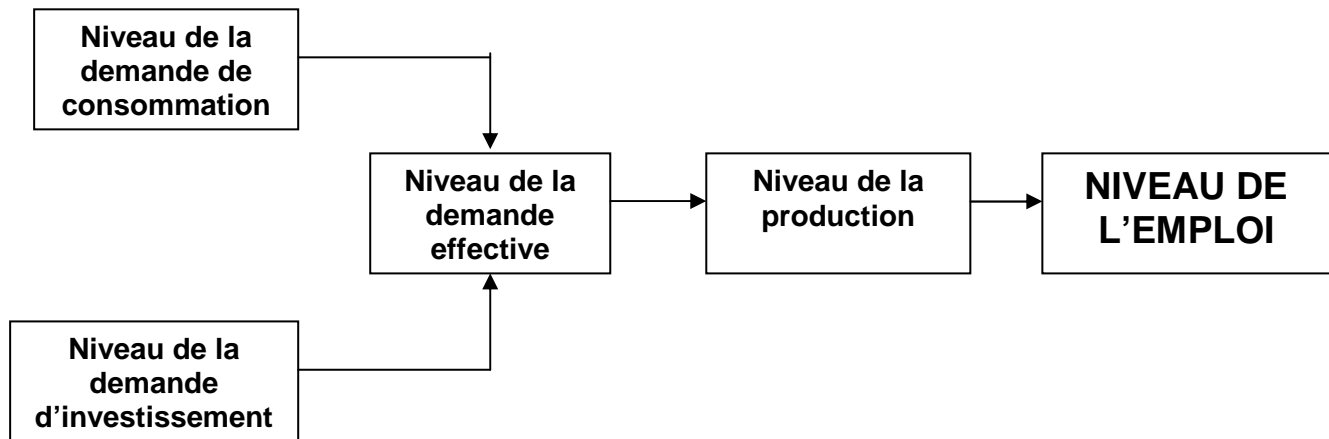 Niveau de la
demande de
consommation
Niveau de la
demande
effective
Niveau de la
production
NIVEAU DE
L’EMPLOI
Niveau de la
demande
d’investissement